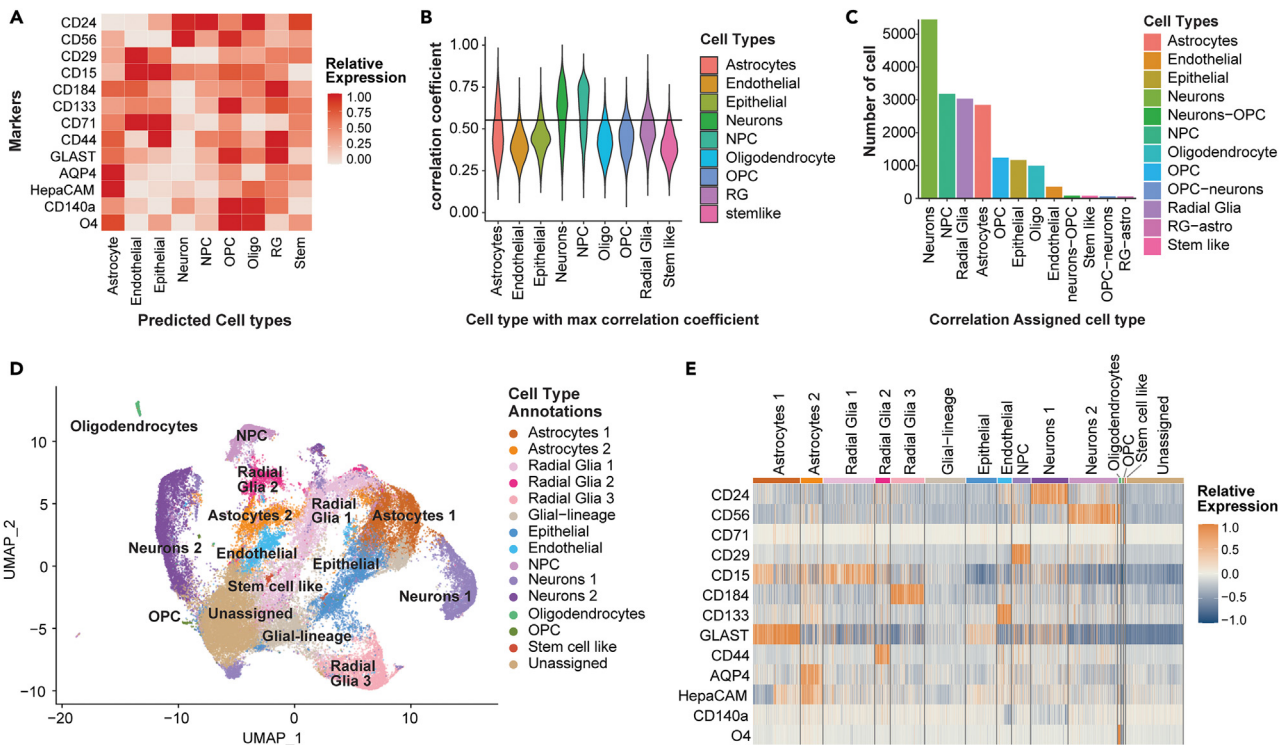 A
CD24
CD56
CD29
CD15
CD184
CD133
CD71
CD44
GLAST
AQP4
HepaCAM
CD140a
O4
Markers
Astrocyte
Endothelial
Epithelial
Neuron
NPC
OPC
Oligo
RG
Stem
Predicted Cell types
Relative
Expression
1.00
0.75
0.50
0.25
0.00
B
correlation coefficient
1.00
0.75
0.50
0.25
0.00
Astrocytes
Endothelial
Epithelial
Neurons
NPC
Oligo
OPC
Radial Glia
Stem like
Cell type with max correlation coefficient
Cell Types
Astrocytes
Endothelial
Epithelial
Neurons
NPC
Oligodendrocyte
OPC
RG
stemlike
C
Number of cell
5000
4000
3000
2000
1000
0
Neurons
NPC
Radial Glia
Astrocytes
OPC
Epithelial
Oligo
Endothelial
neurons-OPC
Stem like
OPC-neurons
RG-astro
Correlation Assigned cell type
Cell Types
Astrocytes
Endothelial
Epithelial
Neurons
Neurons-OPC
NPC
Oligodendrocyte
OPC
OPC-neurons
Radial Glia
RG-astro
Stem like
D
UMAP_2
10
5
0
-5
-10
-20
-10
0
10
UMAP_1
Oligodendrocytes
NPC
Radial
Glia 2
Radial
Glia 1
Astocytes 2
Astocytes 1
Neurons 2
Endothelial
Epithelial
Stem cell like
Neurons 1
OPC
Unassigned
Glial-lineage
Radial
Glia 3
Cell Type
Annotations
Astrocytes 1
Astrocytes 2
Radial Glia 1
Radial Glia 2
Radial Glia 3
Glial-lineage
Epithelial
Endothelial
NPC
Neurons 1
Neurons 2
Oligodendrocytes
OPC
Stem cell like
Unassigned
E
Astrocytes 1
Astrocytes 2
Radial Glia 1
Radial Glia 2
Radial Glia 3
Glial-lineage
Epithelial
Endothelial
NPC
Neurons 1
Neurons 2
Oligodendrocytes
OPC
Stem cell like
Unassigned
CD24
CD56
CD71
CD29
CD15
CD184
CD133
GLAST
CD44
AQP4
HepaCAM
CD140a
O4
Relative
Expression
1.0
0.5
0.0
-0.5
-1.0